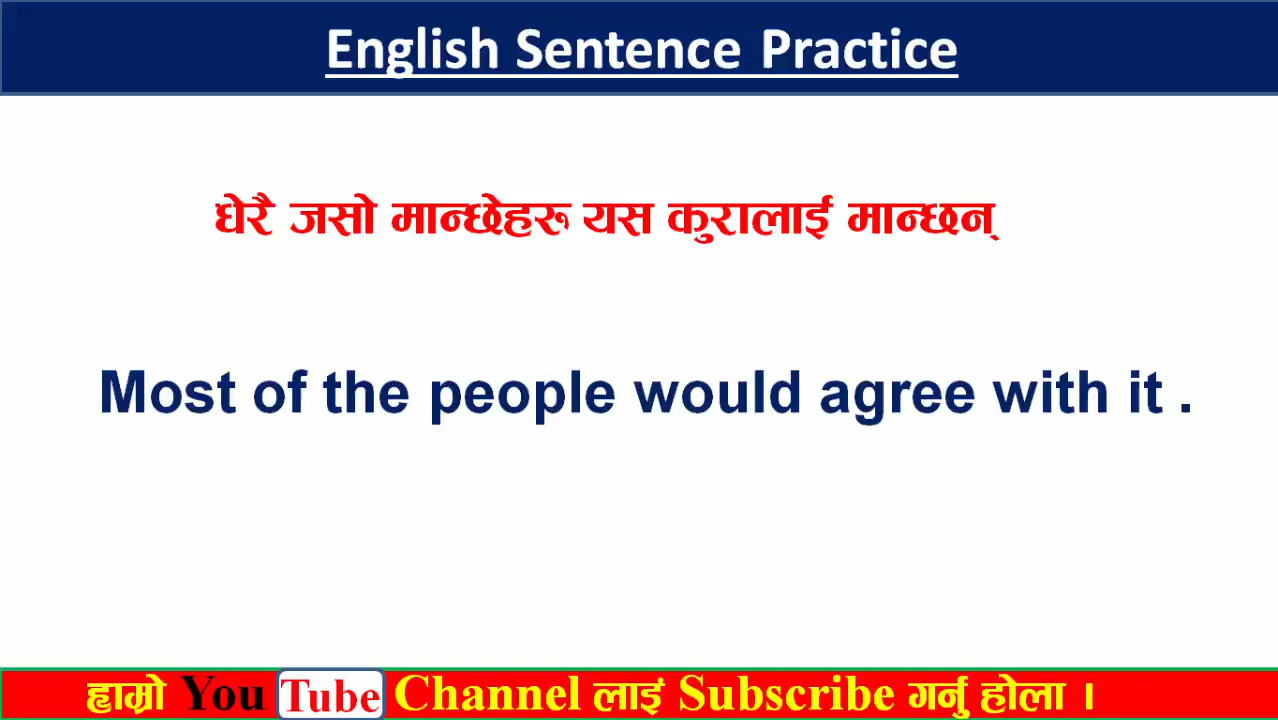 English Sentence Practice
धेरै जसो मान्छेहरु यस कुरालाई मान्छन्
Most of the people would agree with it .
हाम्रो You Tube Channel लाइं Subscribe गर्नु होला ।